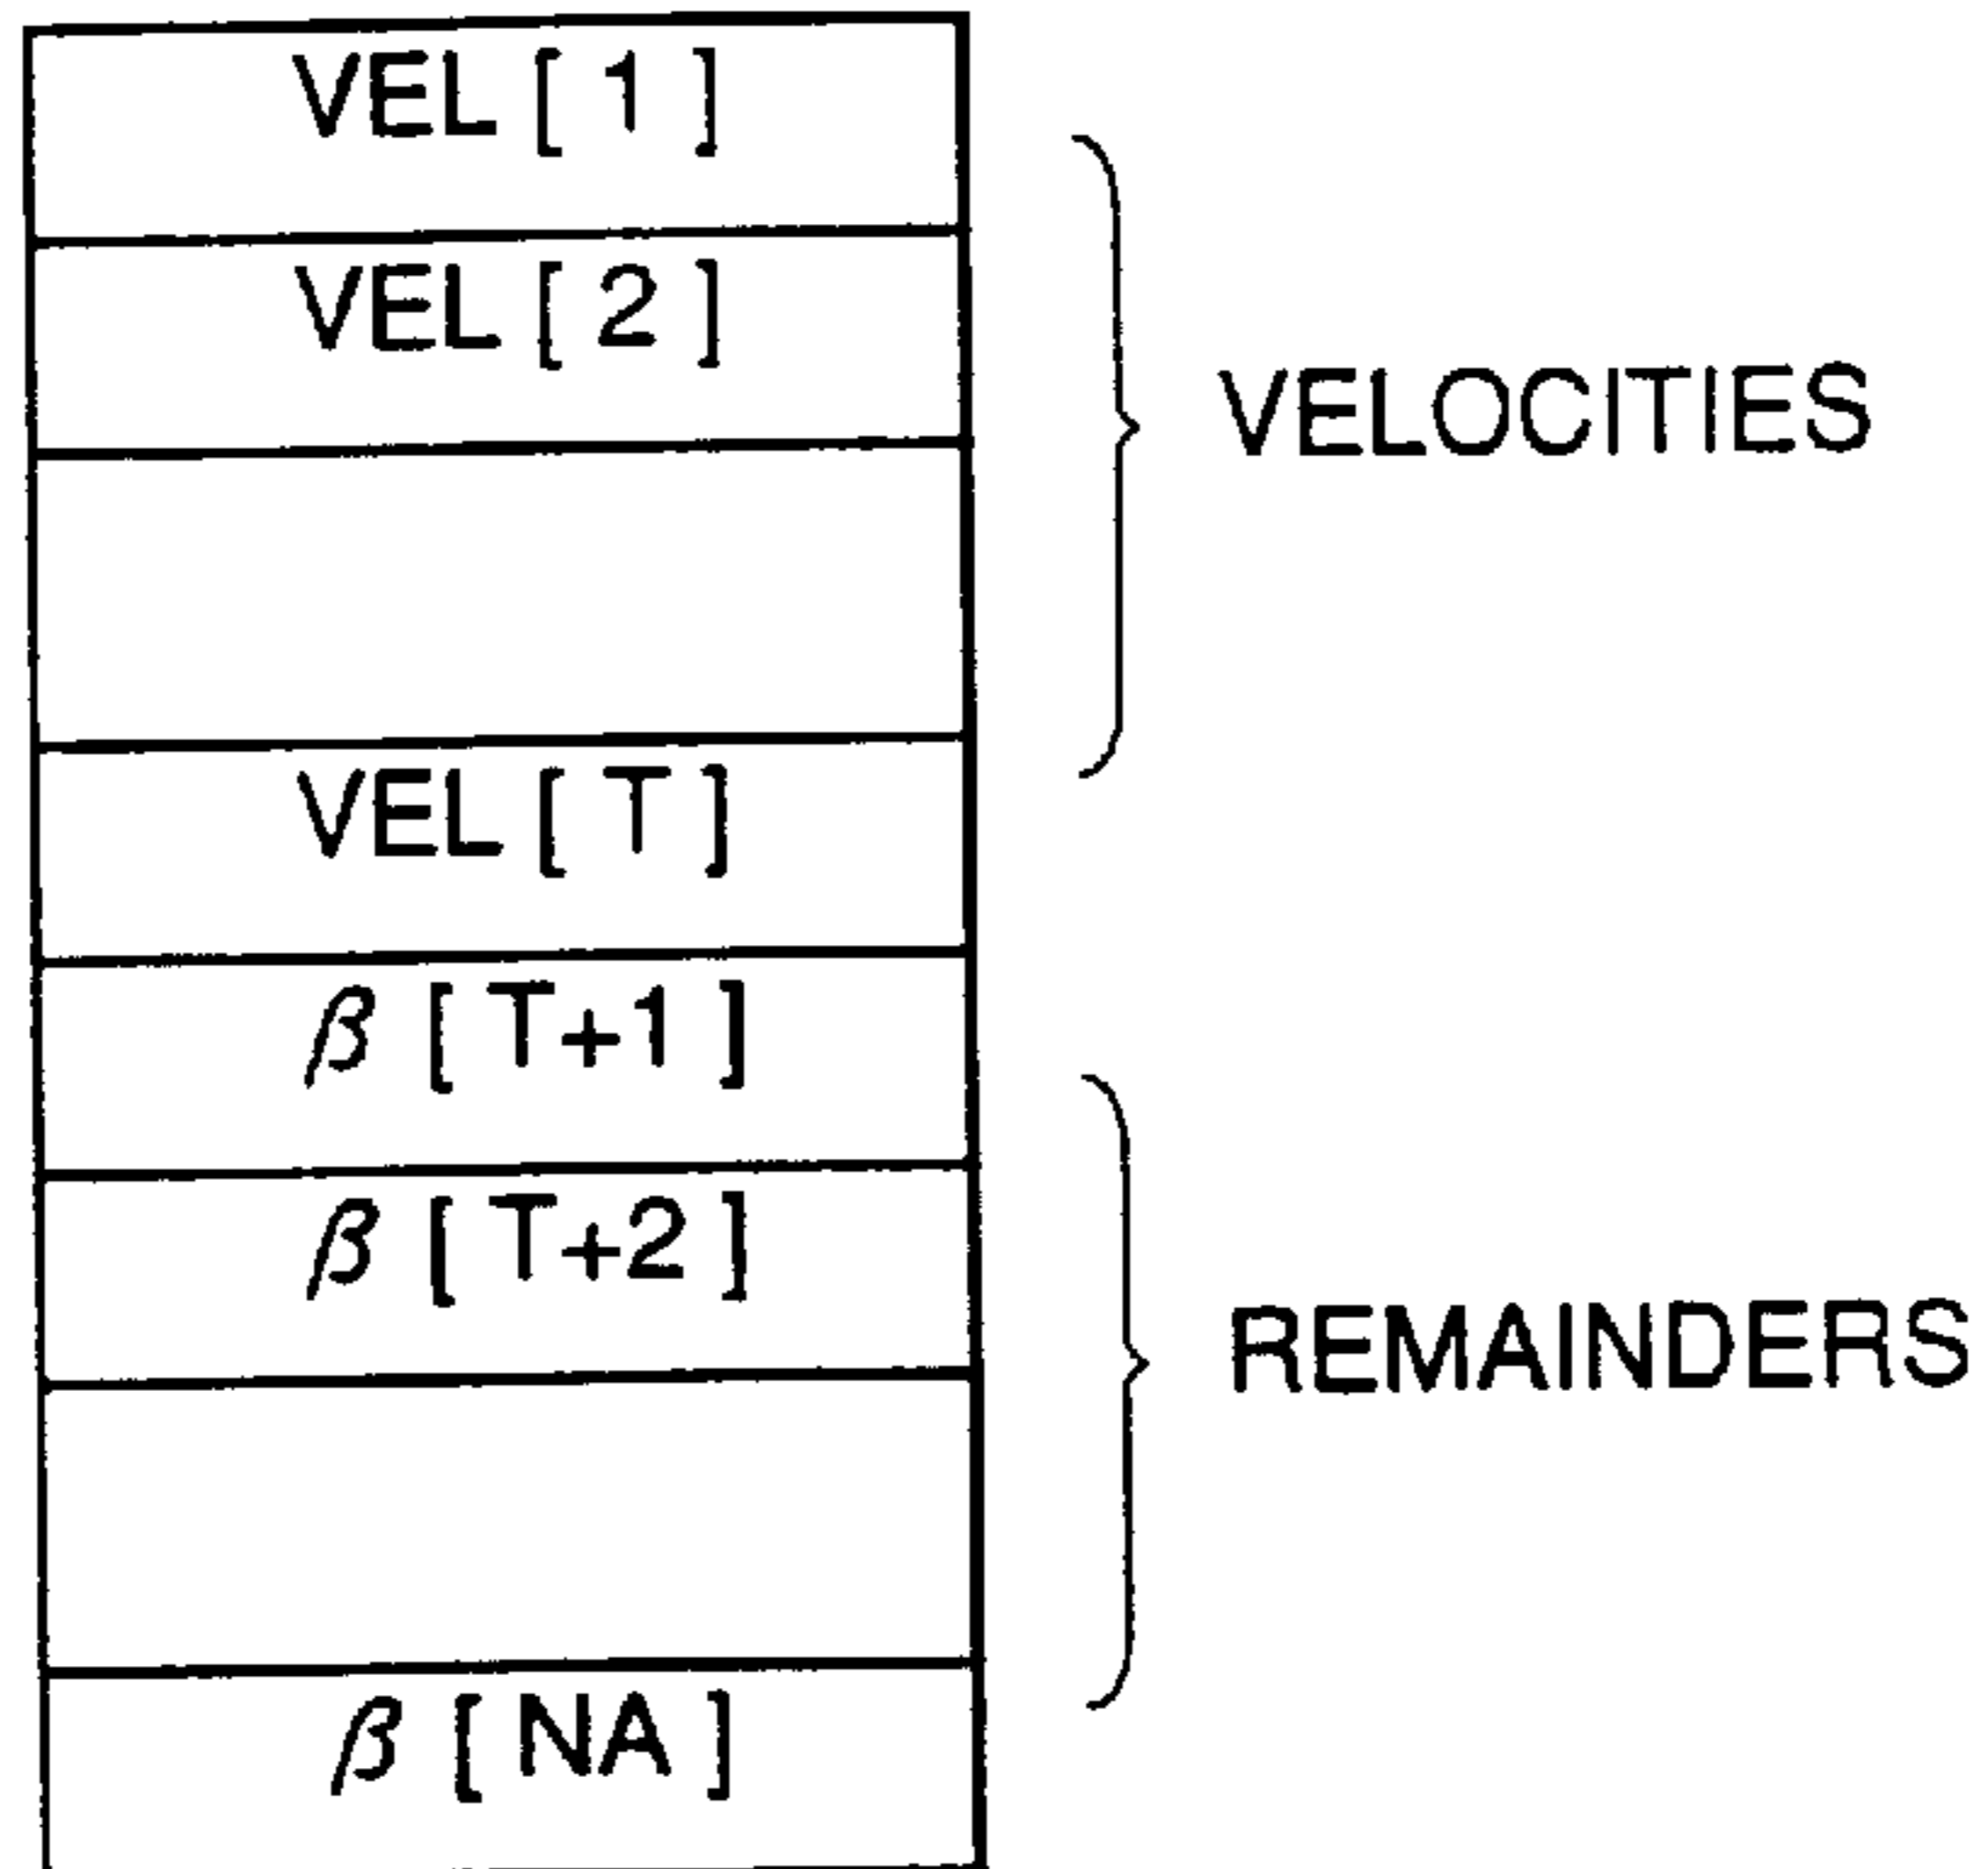 VEL [ 1 ]
VEL [ 2 ]
VELOCITIES
VEL [ T ]
β [ T+1 ]
β [ T+2 ]
REMAINDERS
β [ NA ]